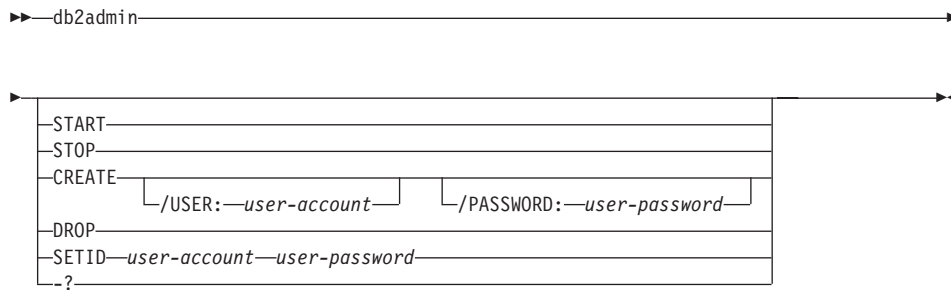 db2admin
START
STOP
CREATE
/USER: user-account /PASSWORD: user-password
DROP
SETID user-account user-password
-?